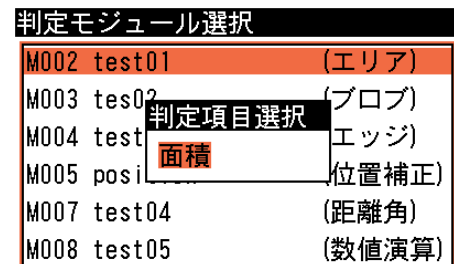 判定モジュール選択
M002 test01 (エリア)
M003 tes (ブロブ)
判定項目選択
M004 test エッジ)
面積
M005 posi 位置補正)
M007 test04 (距離角)
M008 test05 (数値演算)